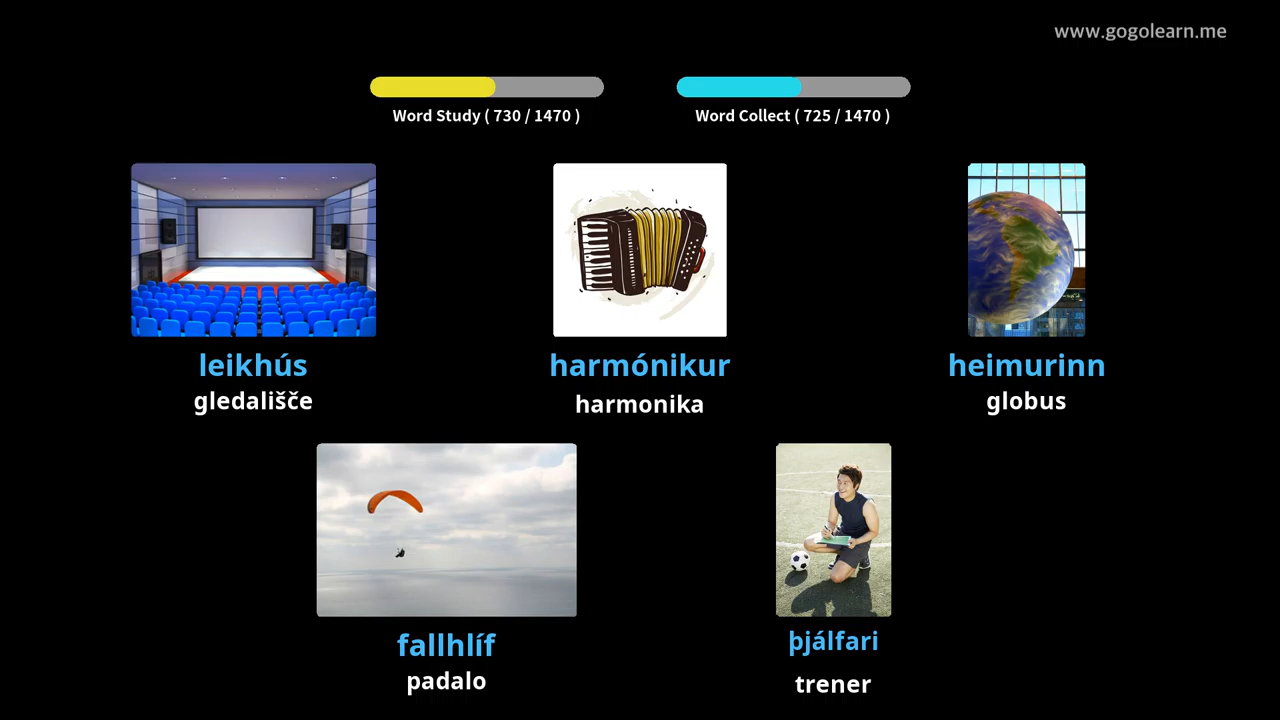 www.gogolearn.me
Word Study ( 730 / 1470 )
Word Collect ( 725 / 1470 )
leikhús
harmónikur
heimurinn
gledališče
harmonika
globus
fallhlíf
þjálfari
padalo
trener